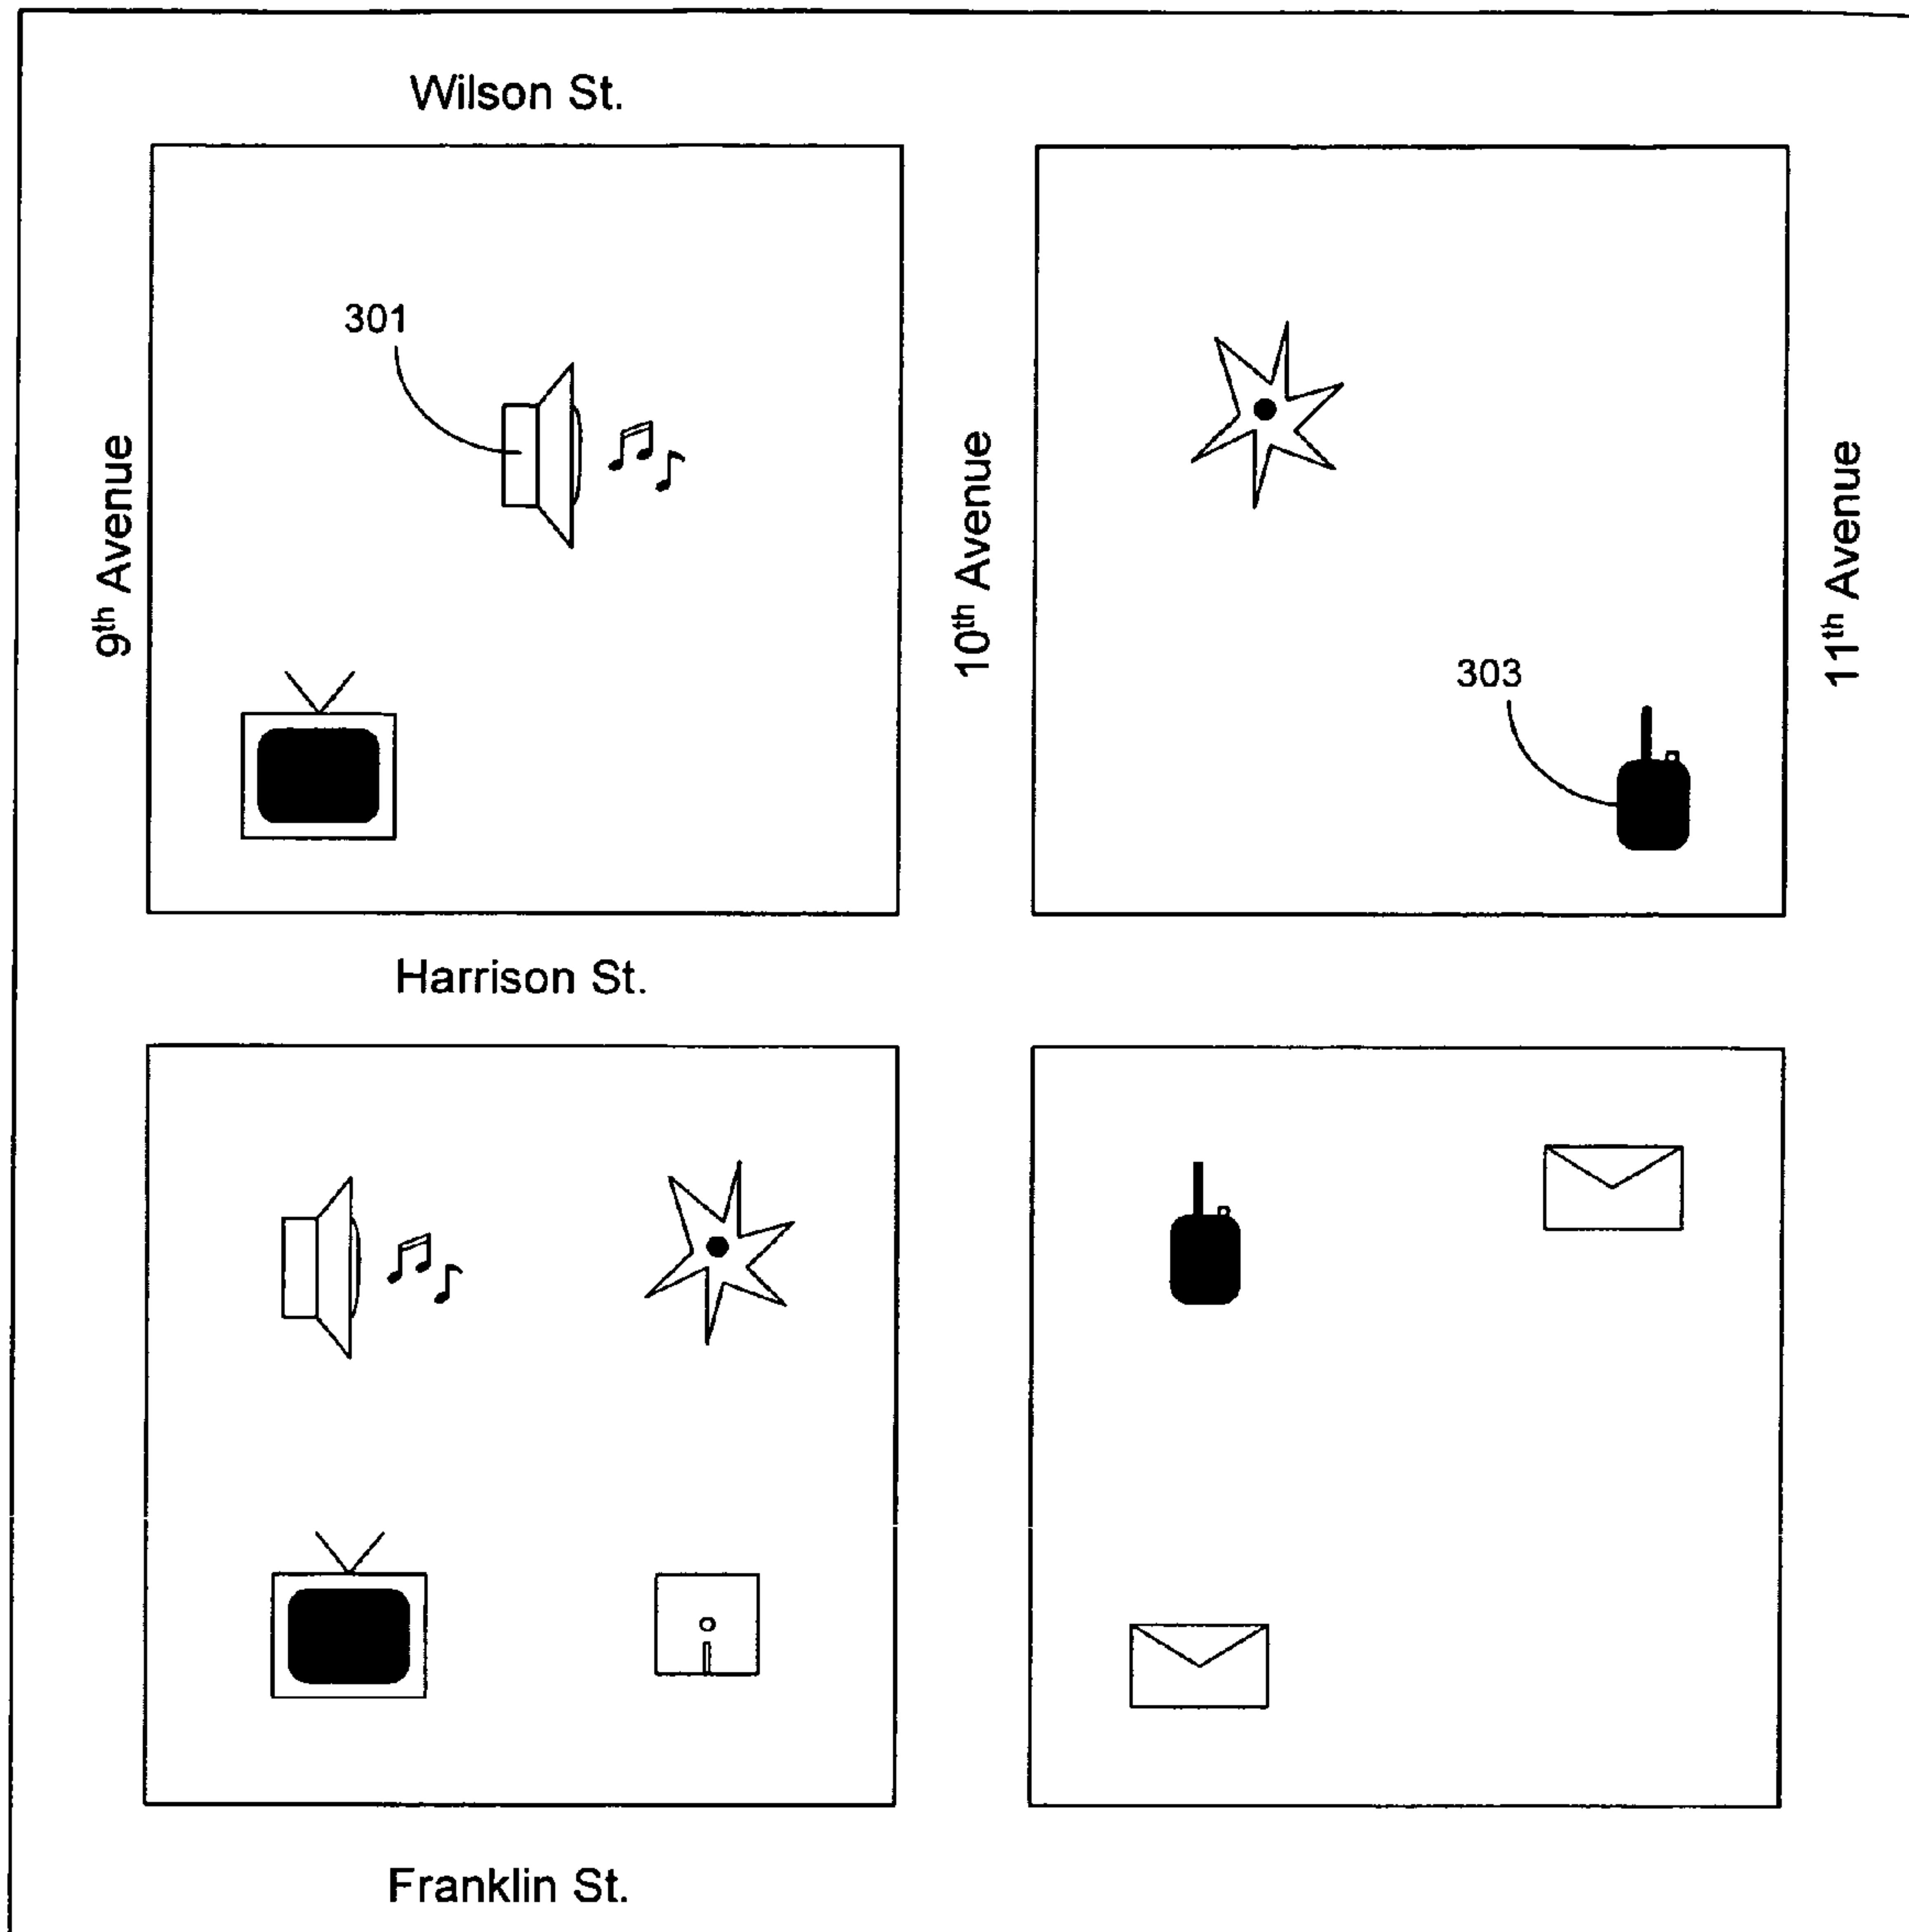 Wilson St.
301
9th Avenue
10th Avenue
11th Avenue
303
Harrison St.
Franklin St.